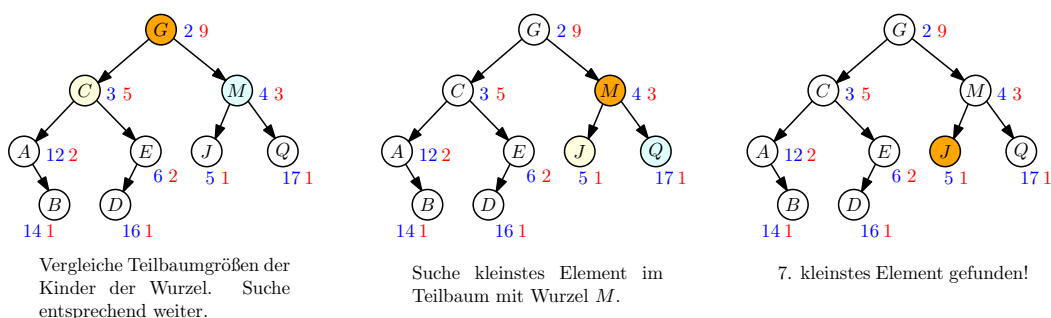 G 2 9
C 3 5
M 4 3
A 12 2
E 6 2
J 5 1
Q 17 1
B 14 1
D 16 1
Vergleiche Teilbaumgrößen der
Kinder der Wurzel. Suche
entsprechend weiter.
G 2 9
C 3 5
M 4 3
A 12 2
E 6 2
J 5 1
Q 17 1
B 14 1
D 16 1
Suche kleinstes Element im
Teilbaum mit Wurzel M.
G 2 9
C 3 5
M 4 3
A 12 2
E 6 2
J 5 1
Q 17 1
B 14 1
D 16 1
7. kleinstes Element gefunden!